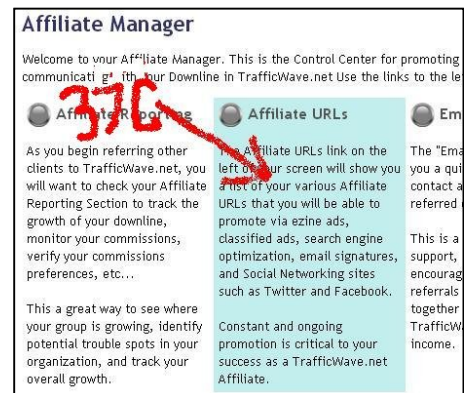 Affiliate Manager
Welcome to your Affiliate Manager. This is the Control Center for promoting
Downline in TrafficWave.net Use the links to the le
376
Affiliate Reporting
As you begin referring other
clients to TrafficWave.net, you
will want to check your Affiliate
Reporting Section to track the
growth of your downline,
monitor your commissions,
verify your commissions
preferences, etc...
This a great way to see where
your group is growing, identify
potential trouble spots in your
organization, and track your
overall growth.
Affiliate URLs
The Affiliate URLs link on the
left of your screen will show you
a list of your various Affiliate
URLs that you will be able to
promote via ezine ads,
classified ads, search engine
optimization, email signatures,
and Social Networking sites
such as Twitter and Facebook.
Constant and ongoing
promotion is critical to your
success as a TrafficWave.net
Affiliate.
Em
The "Ema
you a qui
contact a
referred
This is a
support,
encourag
referrals
together
TrafficWa
income.